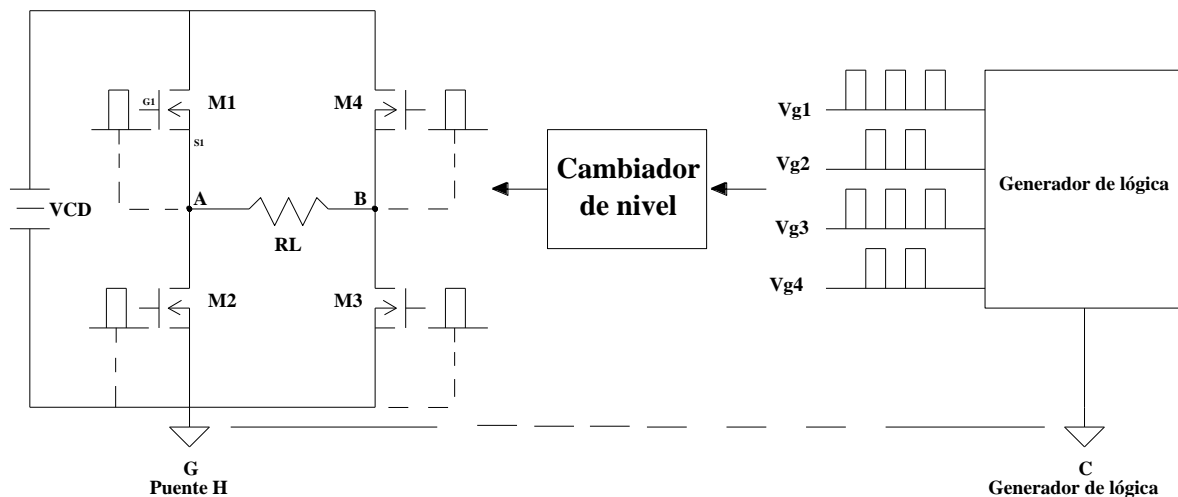 G1
M1
S1
M4
VCD
A
B
RL
M2
M3
G
Puente H
Cambiador
de nivel
Vg1
Vg2
Vg3
Vg4
Generador de lógica
C
Generador de lógica